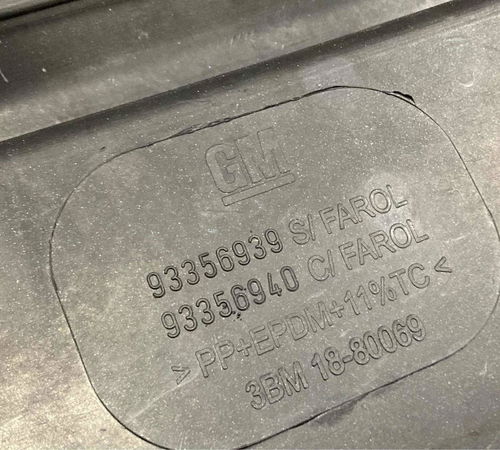 GM
93356939 S/ FAROL
93356940 C/ FAROL
> PP+EPDM+11%TC <
3BM 18-80069